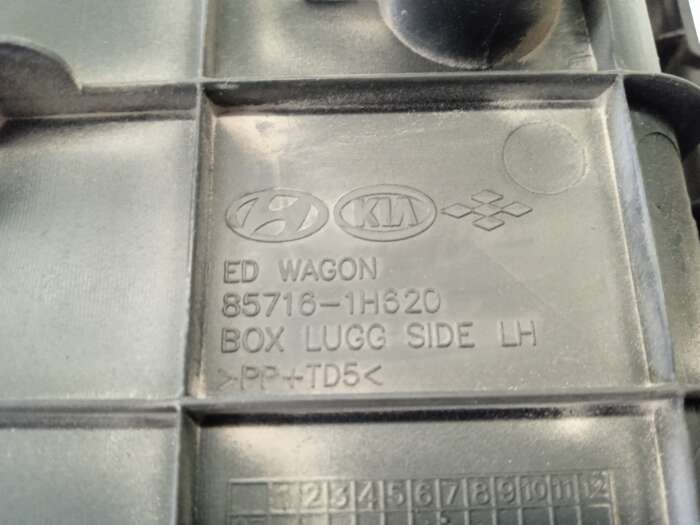 KIA
ED WAGON
85716-1H620
BOX LUGG SIDE LH
>PP+TD5<
1 2 3 4 5 6 7 8 9 10 11 12